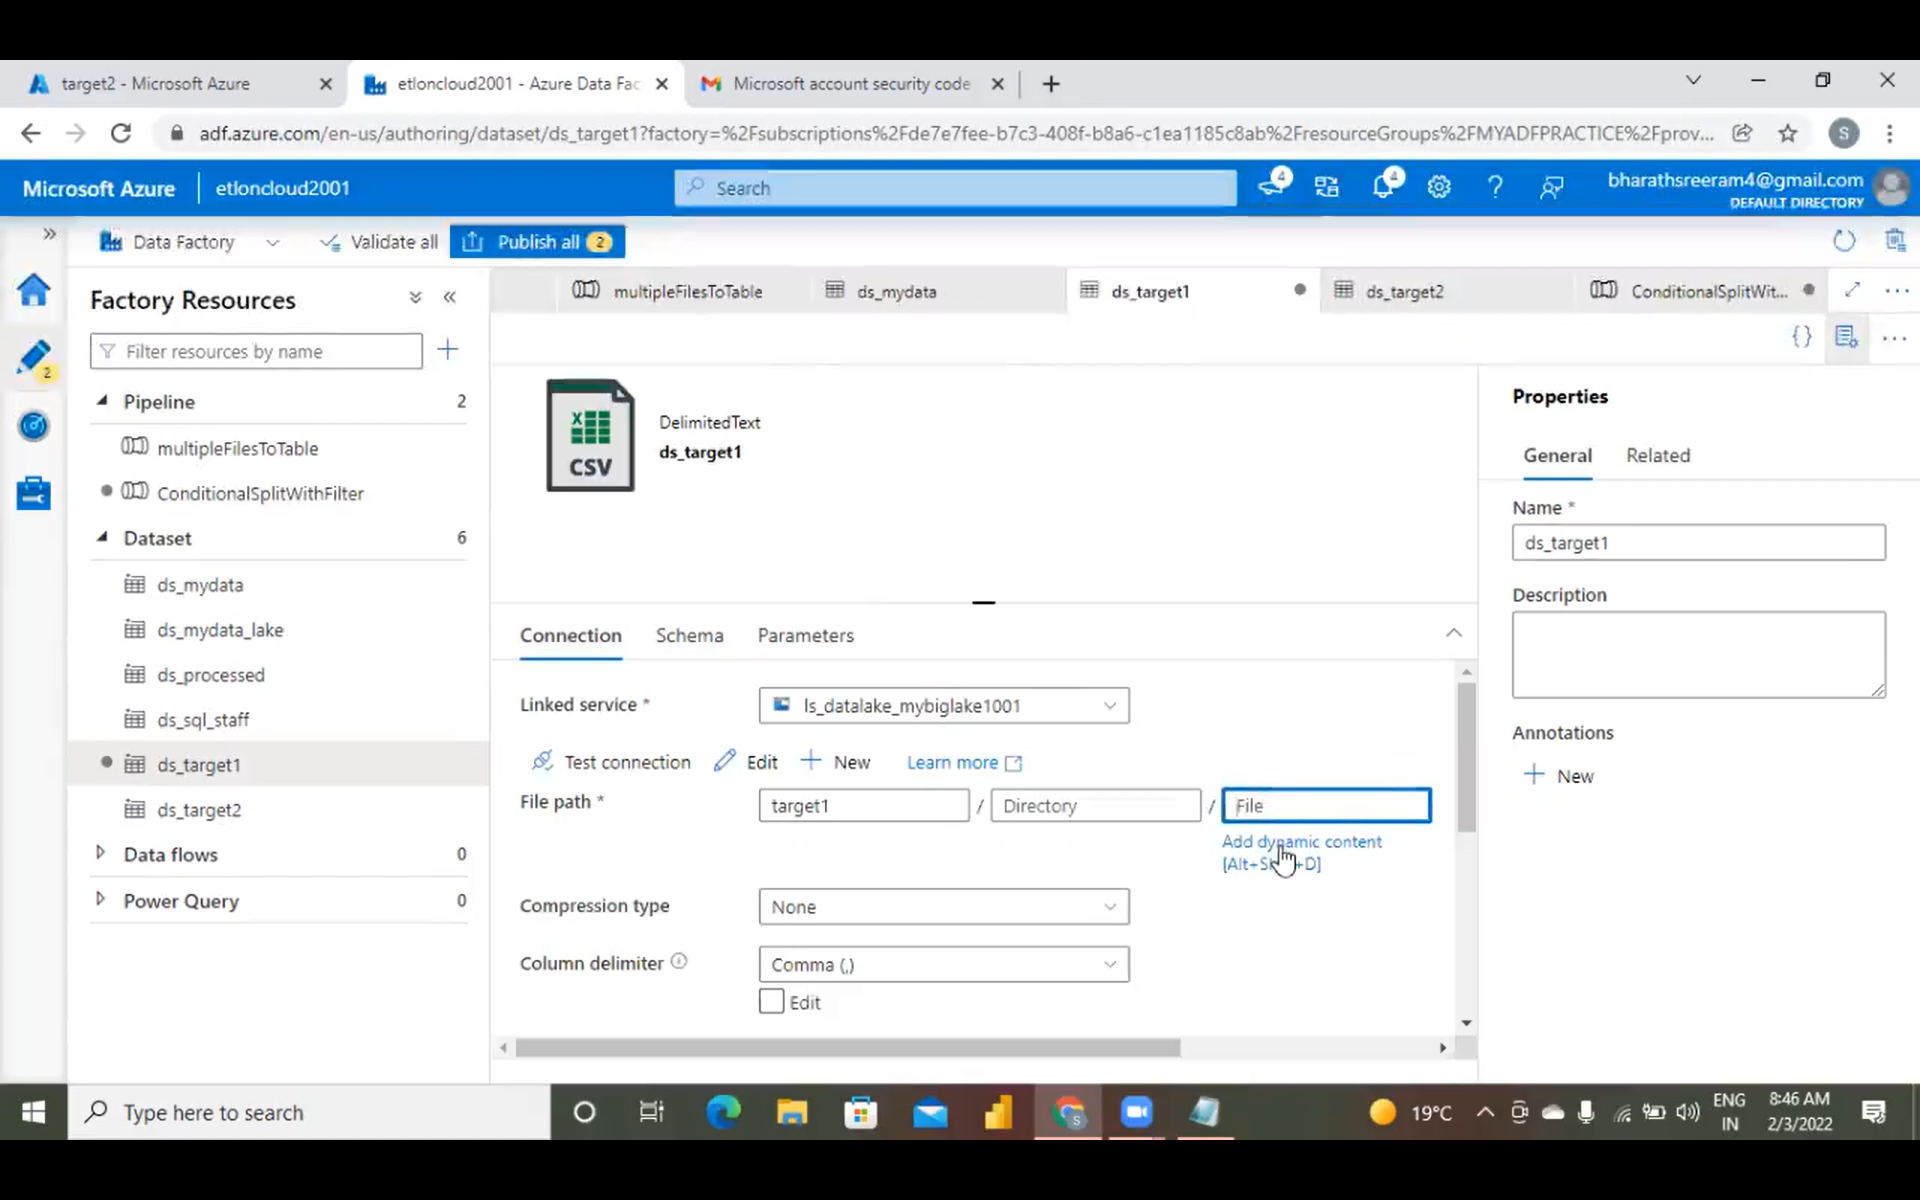 target2 - Microsoft Azure
etloncloud2001 - Azure Data Fac
Microsoft account security code
adf.azure.com/en-us/authoring/dataset/ds_target1?factory=%2Fsubscriptions%2Fde7e7fee-b7c3-408f-b8a6-c1ea1185c8ab%2FresourceGroups%2FMYADFPRACTICE%2Fprov...
S
Microsoft Azure
etloncloud2001
Search
4
4
bharathsreeram4@gmail.com
DEFAULT DIRECTORY
Data Factory
Validate all
Publish all 2
Factory Resources
multipleFilesToTable
ds_mydata
ds_target1
ds_target2
ConditionalSplitWit...
Filter resources by name
2
Pipeline 2
multipleFilesToTable
ConditionalSplitWithFilter
Dataset 6
ds_mydata
ds_mydata_lake
ds_processed
ds_sql_staff
ds_target1
ds_target2
Data flows 0
Power Query 0
CSV
DelimitedText
ds_target1
Connection
Schema
Parameters
Linked service *
ls_datalake_mybiglake1001
Test connection
Edit
New
Learn more
File path *
target1
/
Directory
/
File
Add dynamic content
[Alt+S +D]
Compression type
None
Column delimiter
Comma (,)
Edit
Properties
General
Related
Name *
ds_target1
Description
Annotations
New
Type here to search
S
19°C
ENG
IN
8:46 AM
2/3/2022